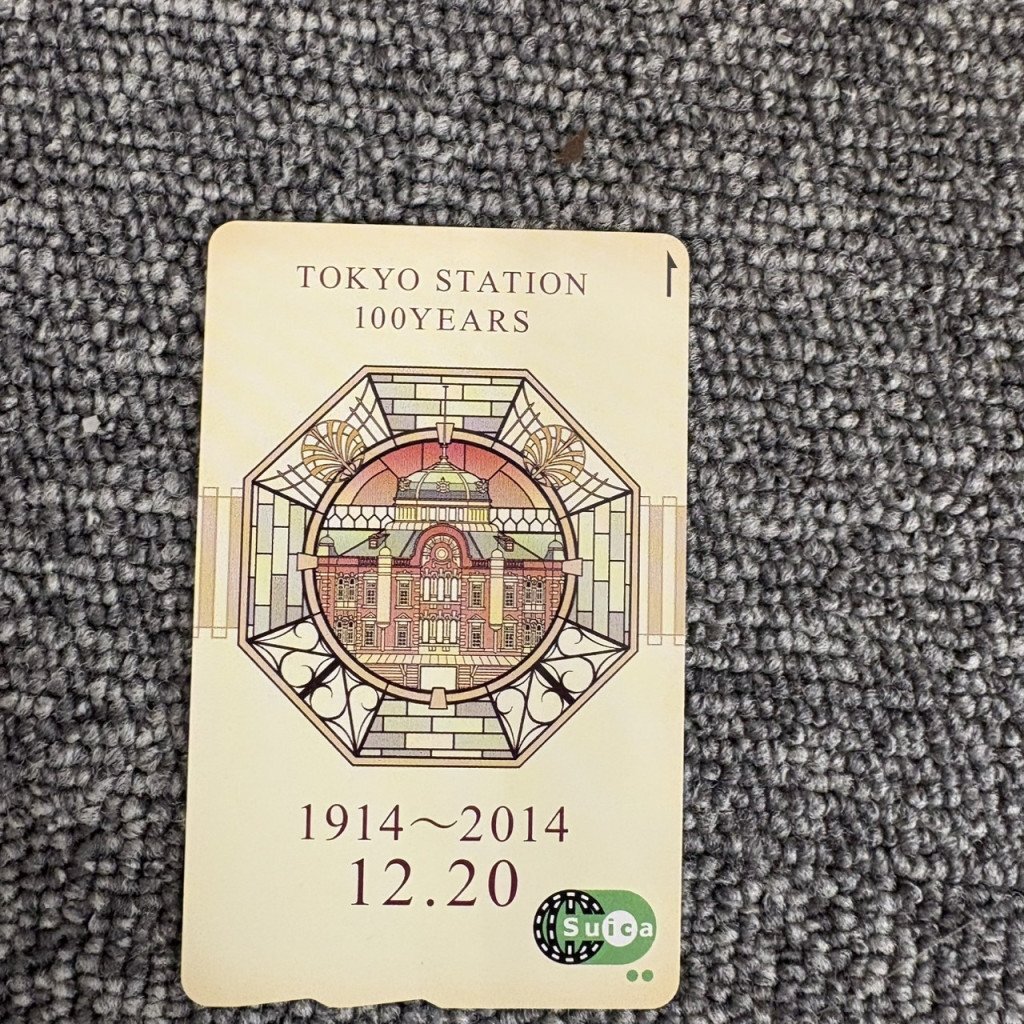 TOKYO STATION
100YEARS
1914～2014
12.20
Suica